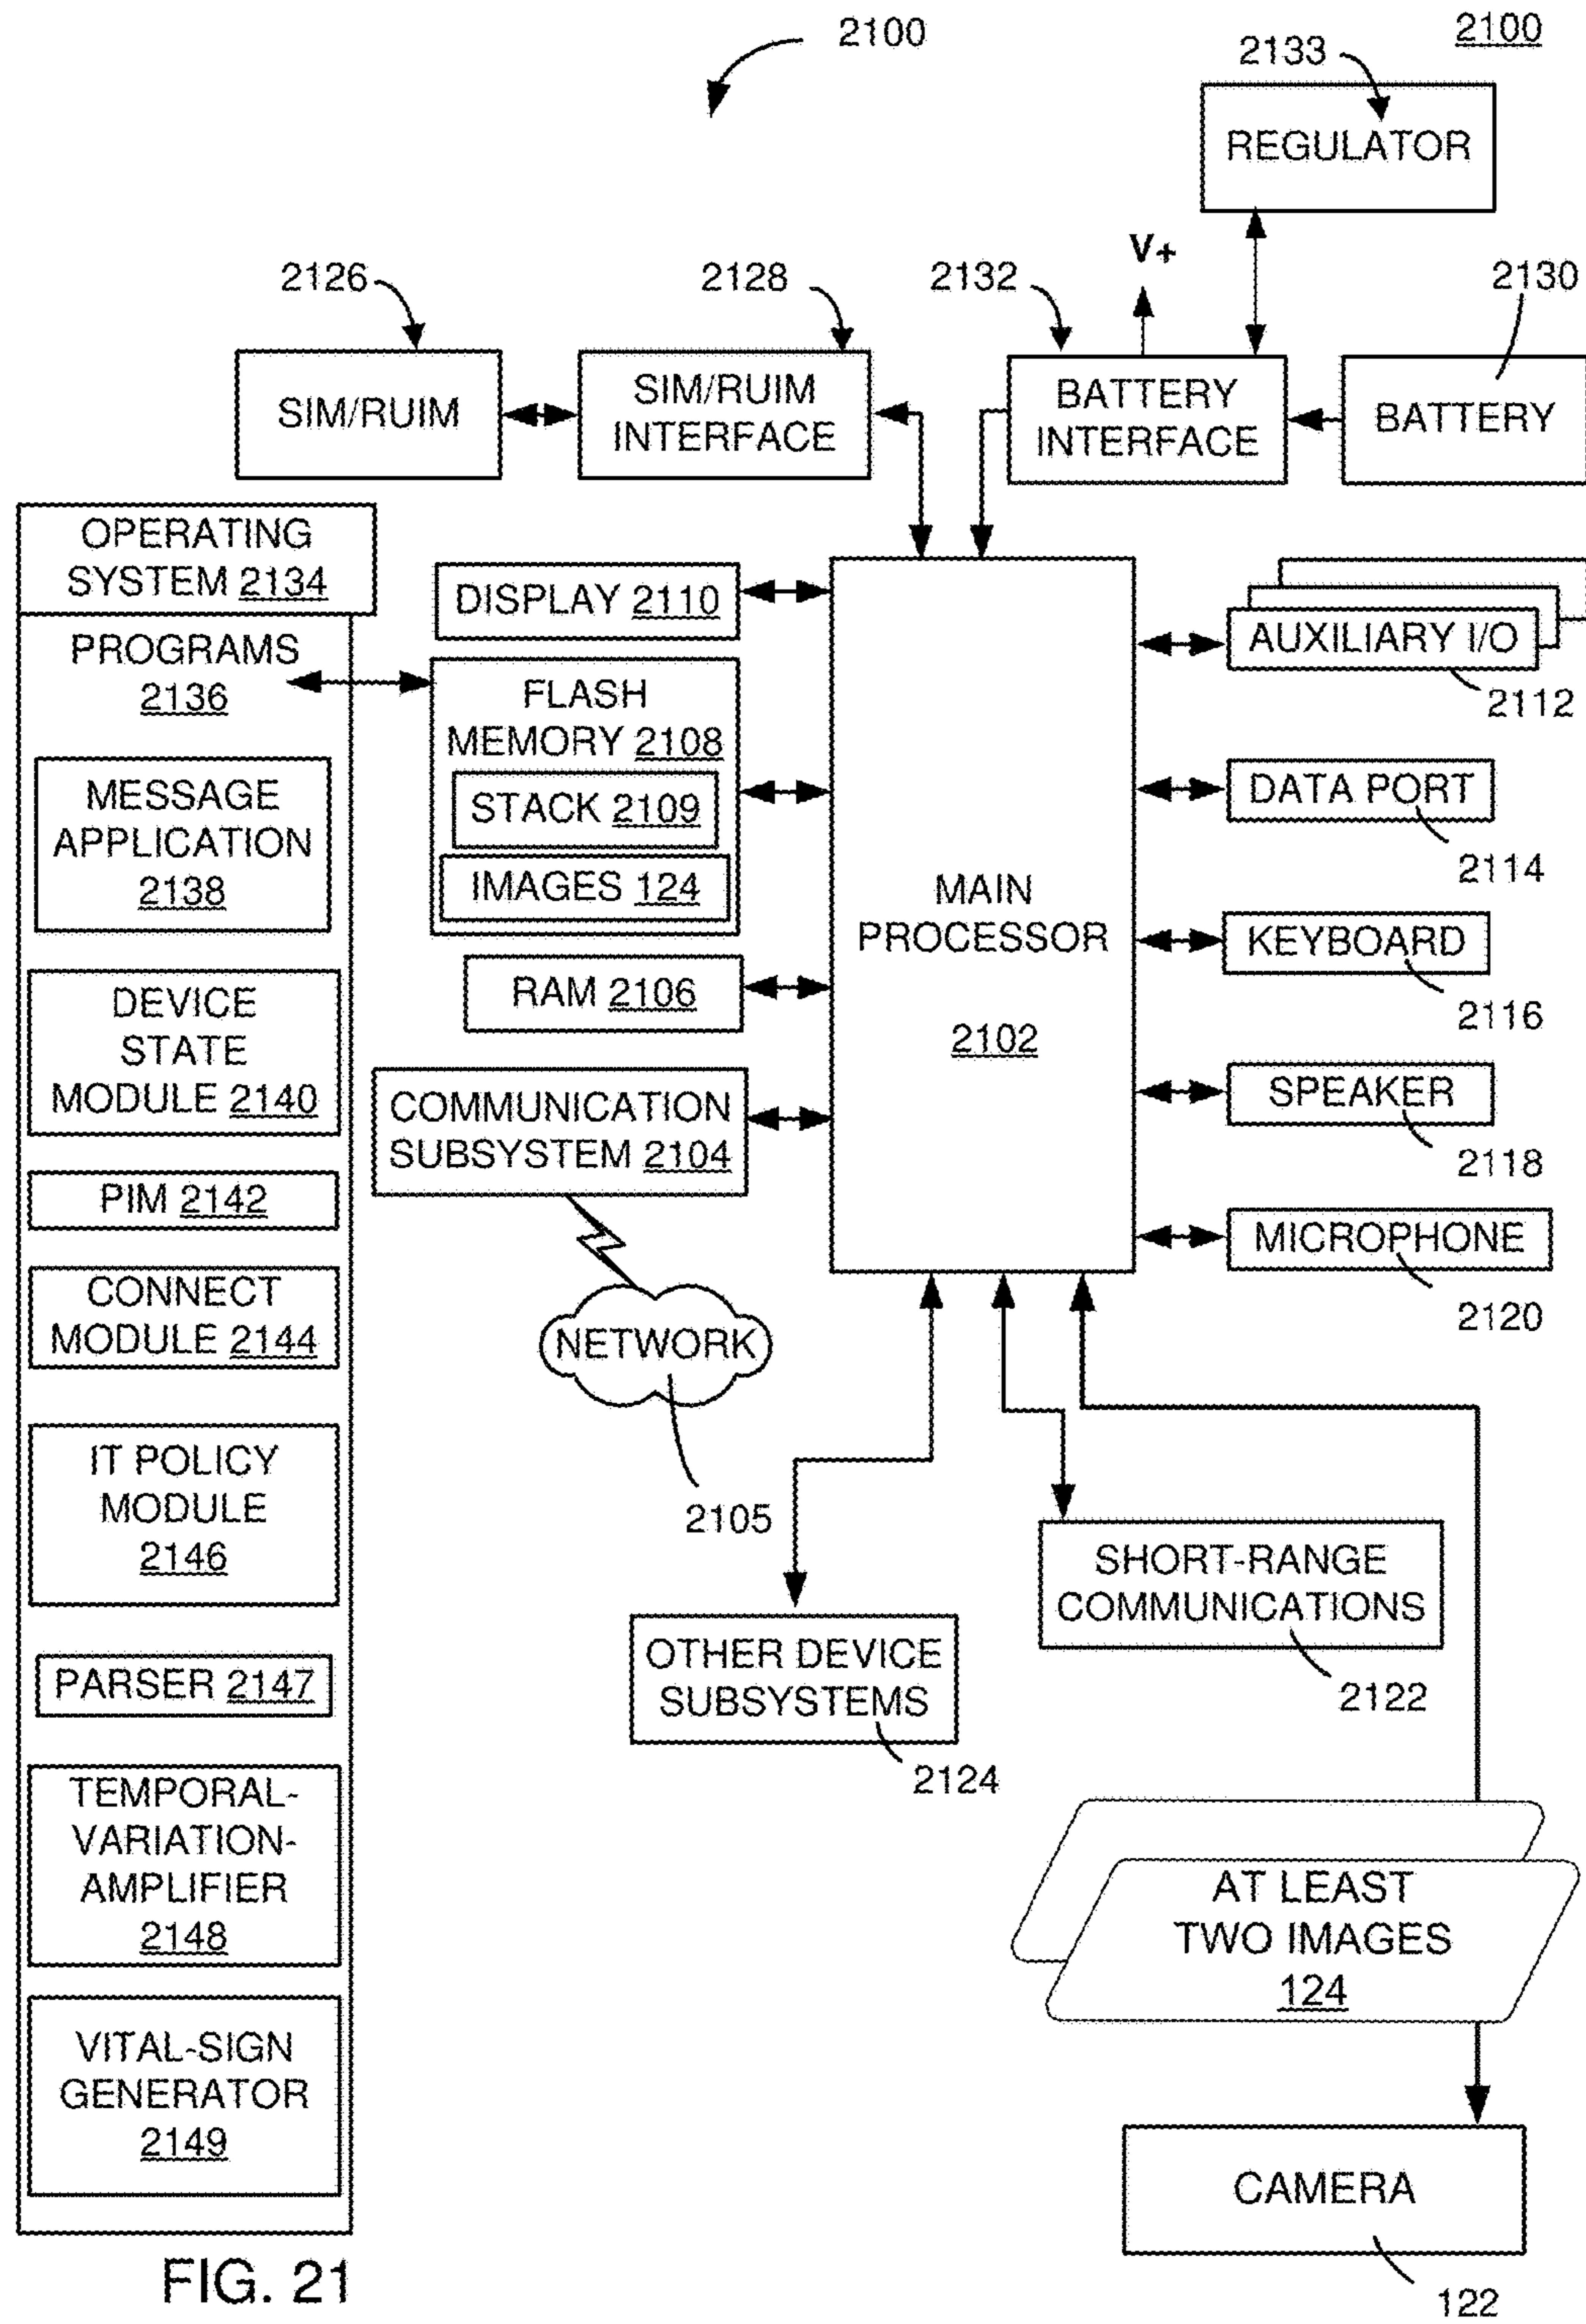 2100
2100
2133
REGULATOR
V+
2126
2128
2132
2130
SIM/RUIM
SIM/RUIM
INTERFACE
BATTERY
INTERFACE
BATTERY
OPERATING
SYSTEM 2134
PROGRAMS
2136
MESSAGE
APPLICATION
2138
DEVICE
STATE
MODULE 2140
PIM 2142
CONNECT
MODULE 2144
IT POLICY
MODULE
2146
PARSER 2147
TEMPORAL-
VARIATION-
AMPLIFIER
2148
VITAL-SIGN
GENERATOR
2149
DISPLAY 2110
FLASH
MEMORY 2108
STACK 2109
IMAGES 124
RAM 2106
COMMUNICATION
SUBSYSTEM 2104
NETWORK
2105
MAIN
PROCESSOR
2102
AUXILIARY I/O
2112
DATA PORT
2114
KEYBOARD
2116
SPEAKER
2118
MICROPHONE
2120
SHORT-RANGE
COMMUNICATIONS
2122
OTHER DEVICE
SUBSYSTEMS
2124
AT LEAST
TWO IMAGES
124
CAMERA
122
FIG. 21